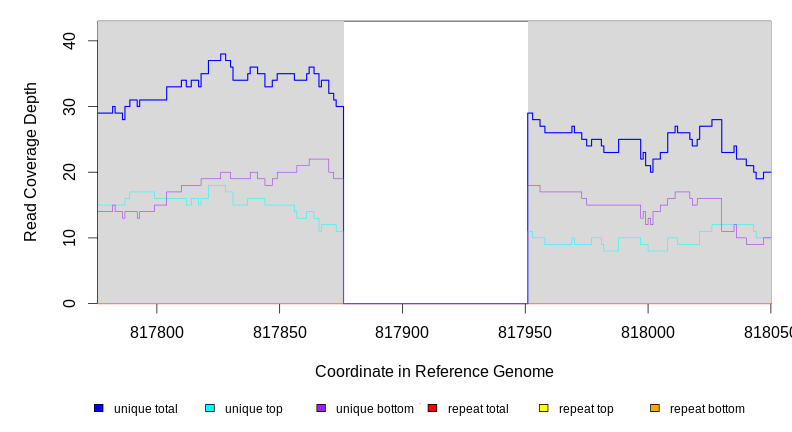 Read Coverage Depth
40
30
20
10
0
817800 817850 817900 817950 818000 818050
Coordinate in Reference Genome
unique total unique top unique bottom repeat total repeat top repeat bottom